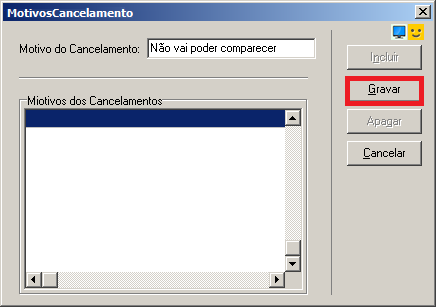 MotivosCancelamento
Motivo do Cancelamento: Não vai poder comparecer
Incluir
Gravar
Miotivos dos Cancelamentos
Apagar
Cancelar